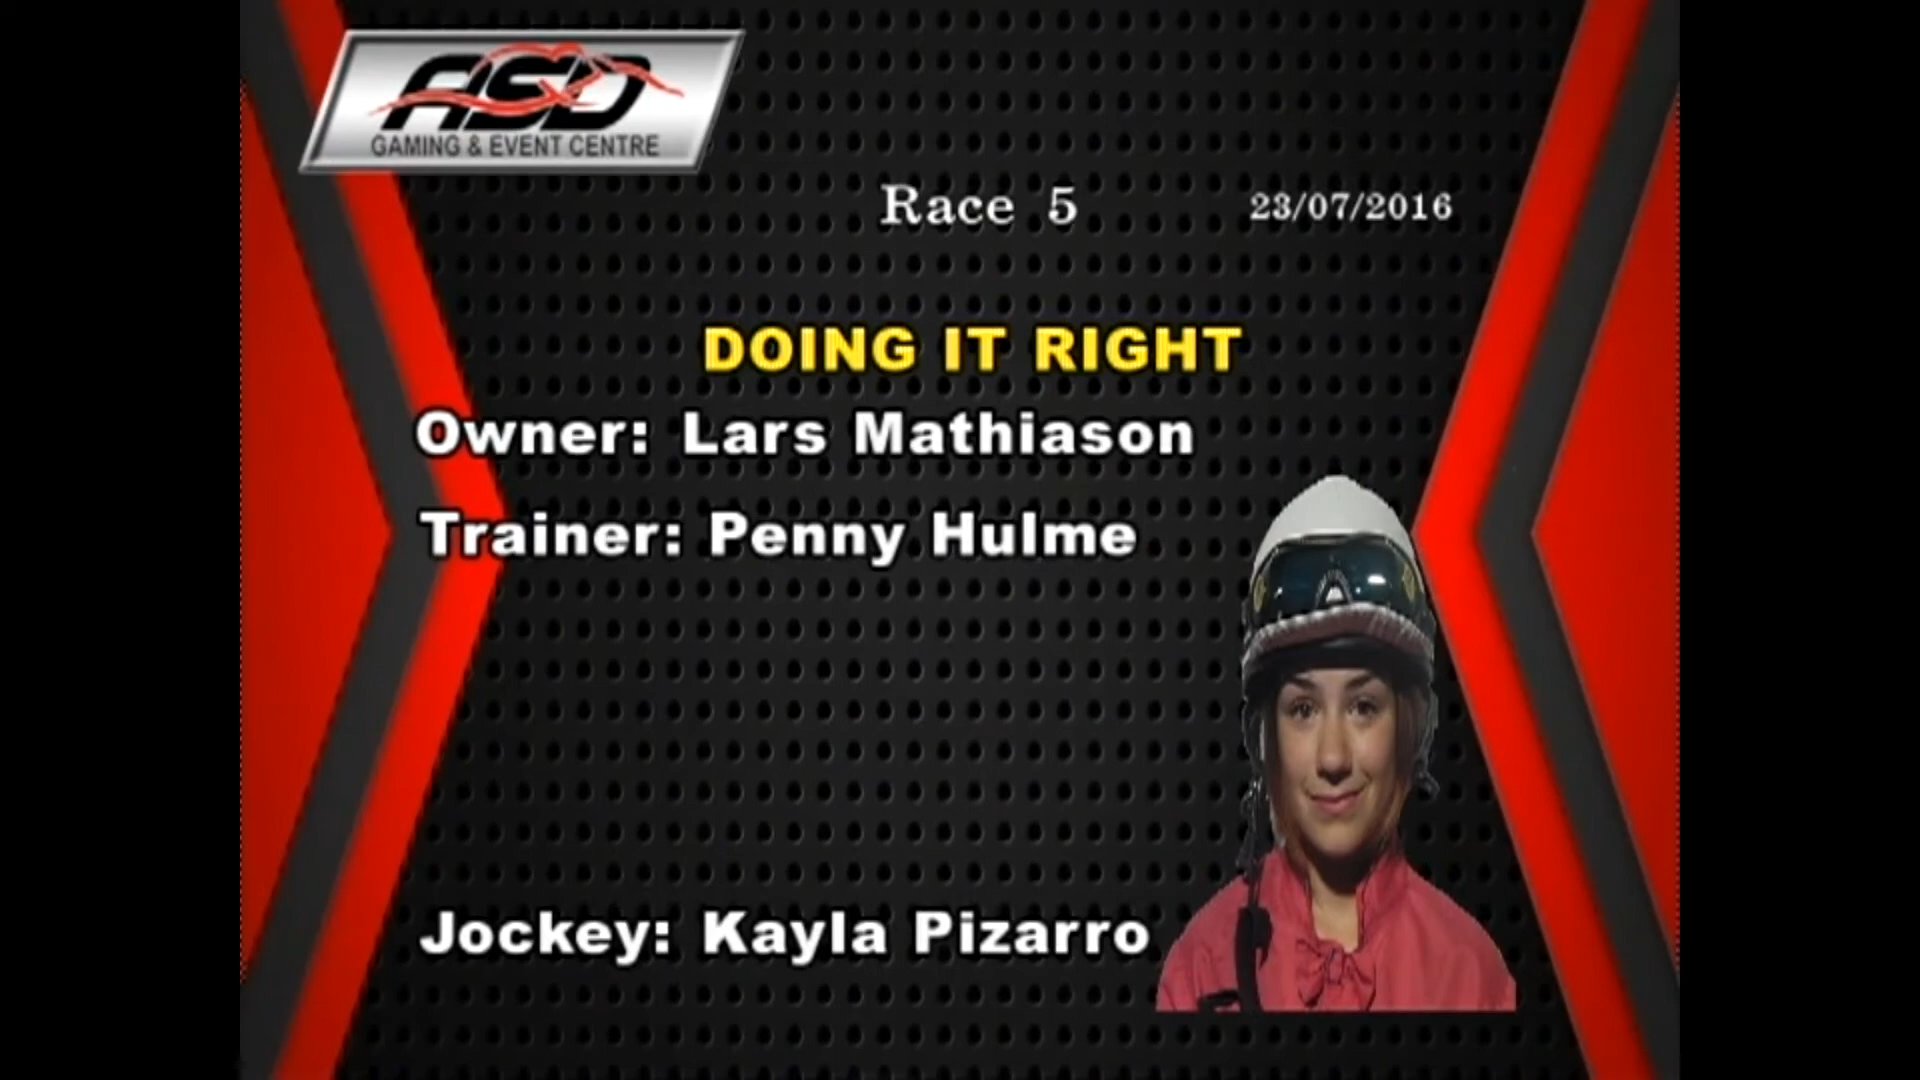 ASD
GAMING & EVENT CENTRE
Race 5 23/07/2016
DOING IT RIGHT
Owner: Lars Mathiason
Trainer: Penny Hulme
Jockey: Kayla Pizarro